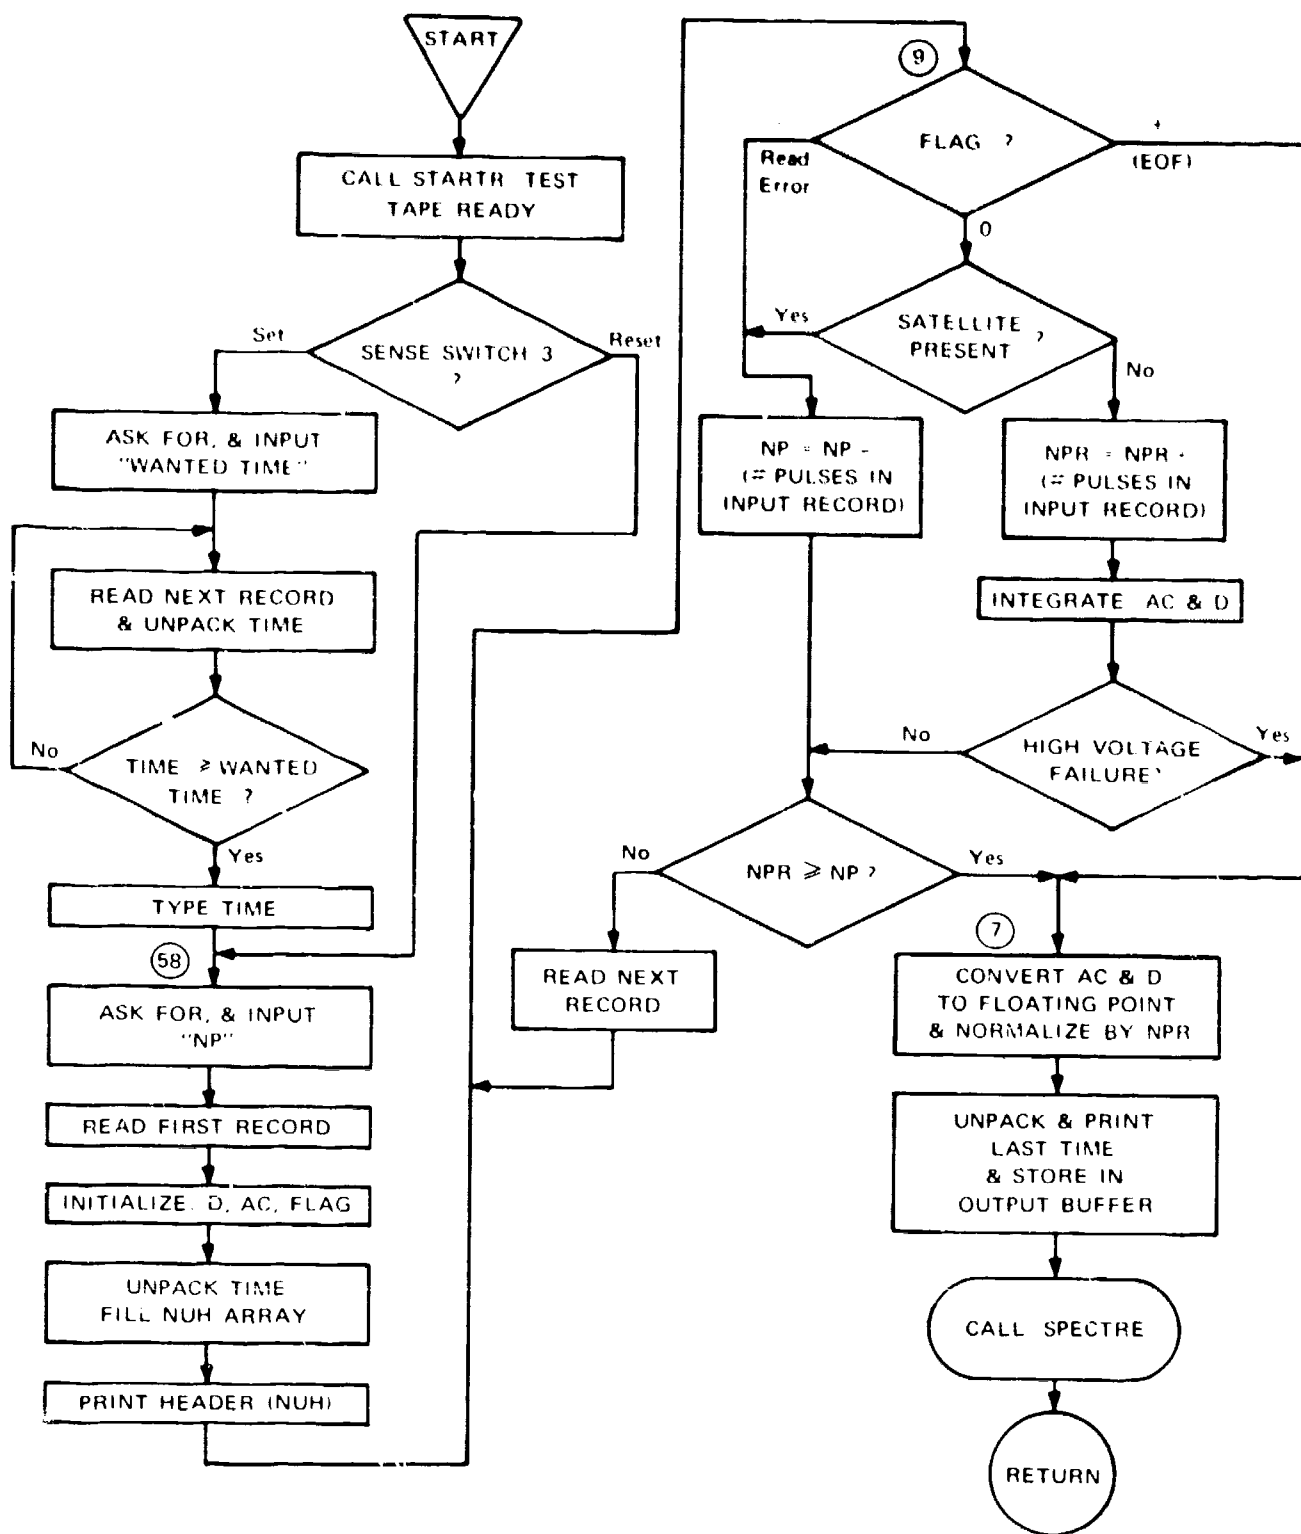 START
CALL STARTR TEST
TAPE READY
SENSE SWITCH 3
?
Set
Reset
ASK FOR, & INPUT
"WANTED TIME"
READ NEXT RECORD
& UNPACK TIME
TIME ≥ WANTED
TIME ?
No
Yes
TYPE TIME
58
ASK FOR, & INPUT
"NP"
READ FIRST RECORD
INITIALIZE. D, AC, FLAG
UNPACK TIME
FILL NUH ARRAY
PRINT HEADER (NUH)
9
FLAG ?
-
Read
Error
+
(EOF)
0
SATELLITE ?
PRESENT
Yes
No
NP = NP -
(# PULSES IN
INPUT RECORD)
NPR = NPR +
(# PULSES IN
INPUT RECORD)
INTEGRATE AC & D
HIGH VOLTAGE
FAILURE?
No
Yes
NPR ≥ NP ?
No
Yes
READ NEXT
RECORD
7
CONVERT AC & D
TO FLOATING POINT
& NORMALIZE BY NPR
UNPACK & PRINT
LAST TIME
& STORE IN
OUTPUT BUFFER
CALL SPECTRE
RETURN